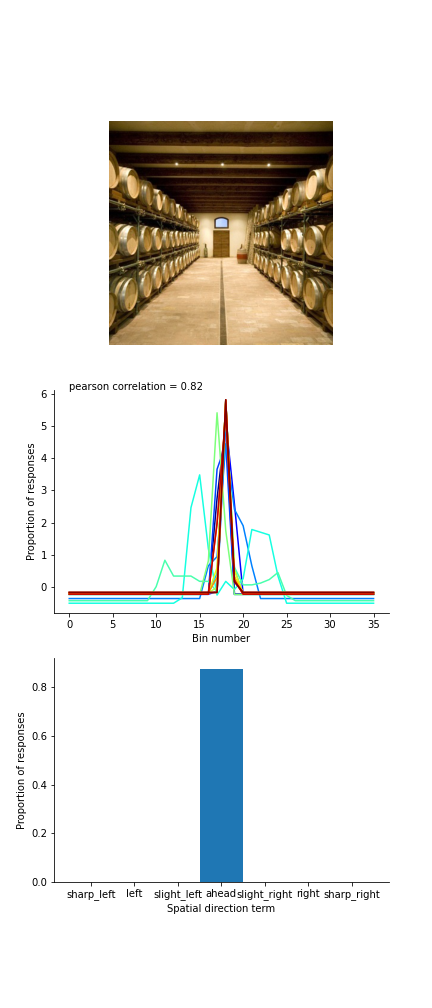 pearson correlation = 0.82
6
5
4
3
2
1
0
Proportion of responses
0 5 10 15 20 25 30 35
Bin number
0.8
0.6
0.4
0.2
0.0
Proportion of responses
sharp_left left slight_left ahead slight_right right sharp_right
Spatial direction term